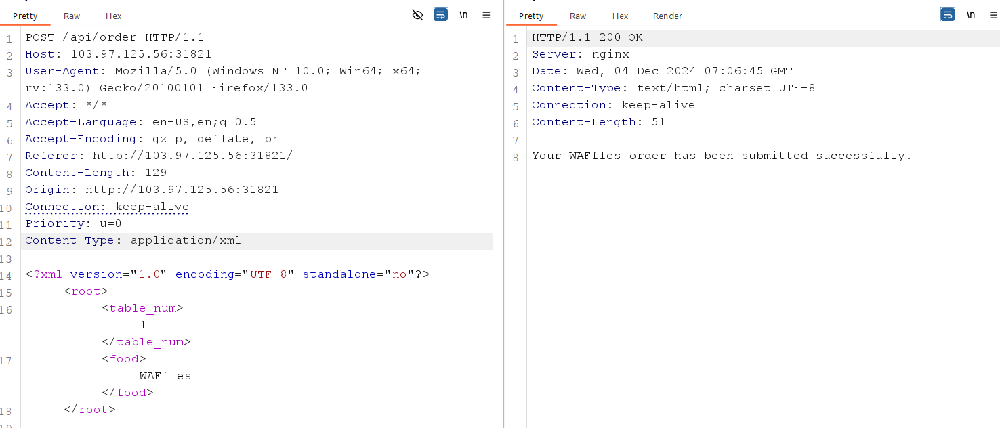 Pretty Raw Hex \n
1 POST /api/order HTTP/1.1
2 Host: 103.97.125.56:31821
3 User-Agent: Mozilla/5.0 (Windows NT 10.0; Win64; x64;
rv:133.0) Gecko/20100101 Firefox/133.0
4 Accept: */*
5 Accept-Language: en-US,en;q=0.5
6 Accept-Encoding: gzip, deflate, br
7 Referer: http://103.97.125.56:31821/
8 Content-Length: 129
9 Origin: http://103.97.125.56:31821
10 Connection: keep-alive
11 Priority: u=0
12 Content-Type: application/xml
13
14 <?xml version="1.0" encoding="UTF-8" standalone="no"?>
15 <root>
16 <table_num>
1
</table_num>
17 <food>
WAFfles
</food>
18 </root>
19
Pretty Raw Hex Render \n
1 HTTP/1.1 200 OK
2 Server: nginx
3 Date: Wed, 04 Dec 2024 07:06:45 GMT
4 Content-Type: text/html; charset=UTF-8
5 Connection: keep-alive
6 Content-Length: 51
7
8 Your WAFfles order has been submitted successfully.